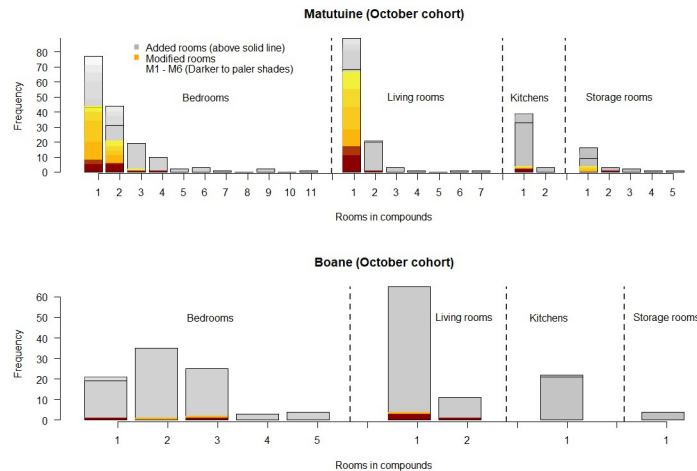 Matutuine (October cohort)
Added rooms (above solid line)
Modified rooms
M1 - M6 (Darker to paler shades)
Bedrooms
Living rooms
Kitchens
Storage rooms
Frequency
80
70
60
50
40
30
20
10
0
1 2 3 4 5 6 7 8 9 10 11 1 2 3 4 5 6 7 1 2 1 2 3 4 5
Rooms in compounds
Boane (October cohort)
Bedrooms
Living rooms
Kitchens
Storage rooms
Frequency
60
50
40
30
20
10
0
1 2 3 4 5 1 2 1 1
Rooms in compounds